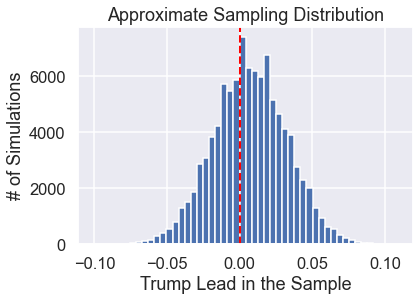 Approximate Sampling Distribution
# of Simulations
6000
4000
2000
0
−0.10 −0.05 0.00 0.05 0.10
Trump Lead in the Sample